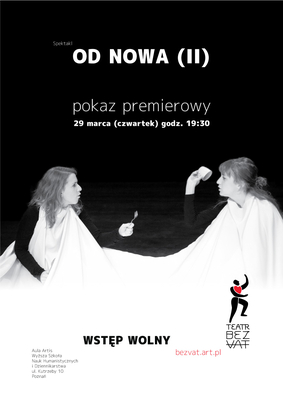 Spektakl
OD NOWA (II)
pokaz premierowy
29 marca (czwartek) godz. 19:30
TEATR
BEZ
VAT
WSTĘP WOLNY
bezvat.art.pl
Aula Artis
Wyższa Szkoła
Nauk Humanistycznych
i Dziennikarstwa
ul. Kutrzeby 10
Poznań